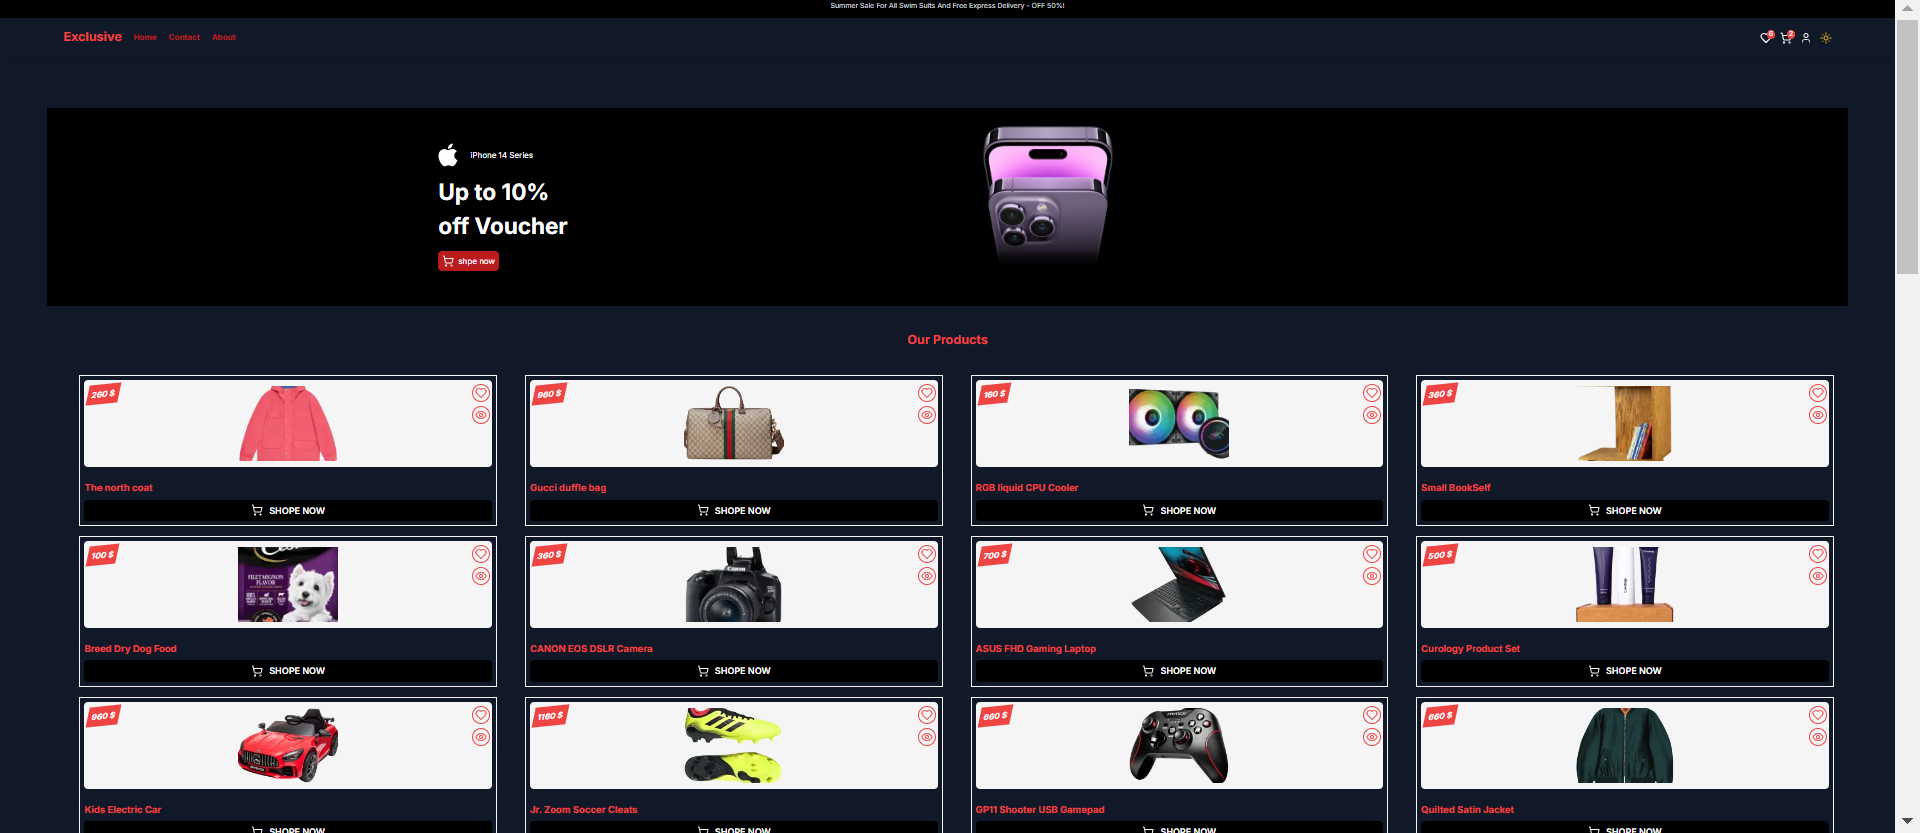 Summer Sale For All Swim Suits And Free Express Delivery - OFF 50%!
Exclusive Home Contact About
2
iPhone 14 Series
Up to 10%
off Voucher
shpe now
Our Products
260 $
960 $
160 $
360 $
The north coat
Gucci duffle bag
RGB liquid CPU Cooler
Small BookSelf
SHOPE NOW
SHOPE NOW
SHOPE NOW
SHOPE NOW
100 $
FILET MIGNON
FLAVOR
360 $
Canon
700 $
500 $
Breed Dry Dog Food
CANON EOS DSLR Camera
ASUS FHD Gaming Laptop
Curology Product Set
SHOPE NOW
SHOPE NOW
SHOPE NOW
SHOPE NOW
960 $
1160 $
660 $
660 $
Kids Electric Car
Jr. Zoom Soccer Cleats
GP11 Shooter USB Gamepad
Quilted Satin Jacket
SHOPE NOW
SHOPE NOW
SHOPE NOW
SHOPE NOW